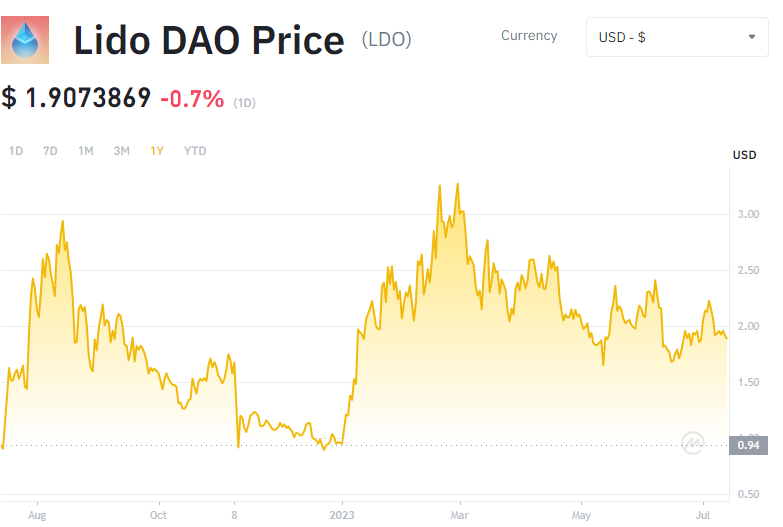 Lido DAO Price (LDO)
Currency
USD - $
$ 1.9073869 -0.7% (1D)
1D 7D 1M 3M 1Y YTD
USD
3.00
2.50
2.00
1.50
0.94
0.50
Aug Oct 8 2023 Mar May Jul